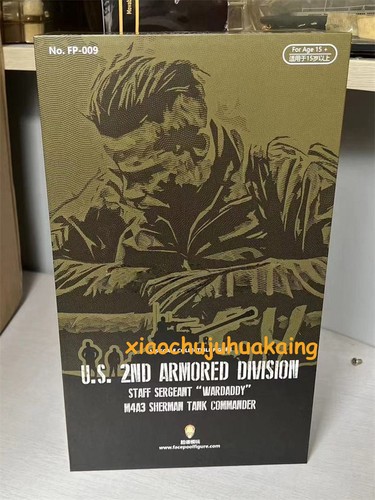 No. FP-009
For Age 15 +
适用于15岁以上
xiaochujuhuakaing
U.S. 2ND ARMORED DIVISION
STAFF SERGEANT “WARDADDY”
M4A3 SHERMAN TANK COMMANDER
www.facepoolfigure.com